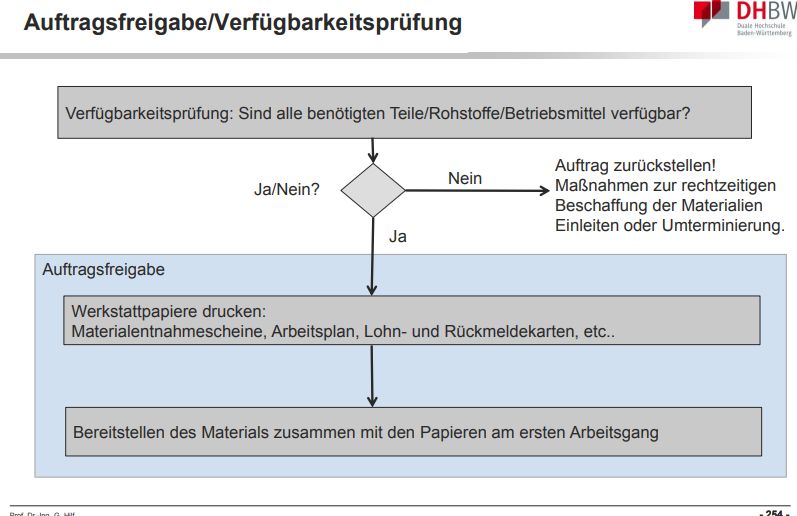 Auftragsfreigabe/Verfügbarkeitsprüfung
DHBW
Duale Hochschule
Baden-Württemberg
Verfügbarkeitsprüfung: Sind alle benötigten Teile/Rohstoffe/Betriebsmittel verfügbar?
Ja/Nein?
Nein
Auftrag zurückstellen!
Maßnahmen zur rechtzeitigen
Beschaffung der Materialien
Einleiten oder Umterminierung.
Ja
Auftragsfreigabe
Werkstattpapiere drucken:
Materialentnahmescheine, Arbeitsplan, Lohn- und Rückmeldekarten, etc..
Bereitstellen des Materials zusammen mit den Papieren am ersten Arbeitsgang
Prof. Dr.-Ing. G. Hilf
- 254 -